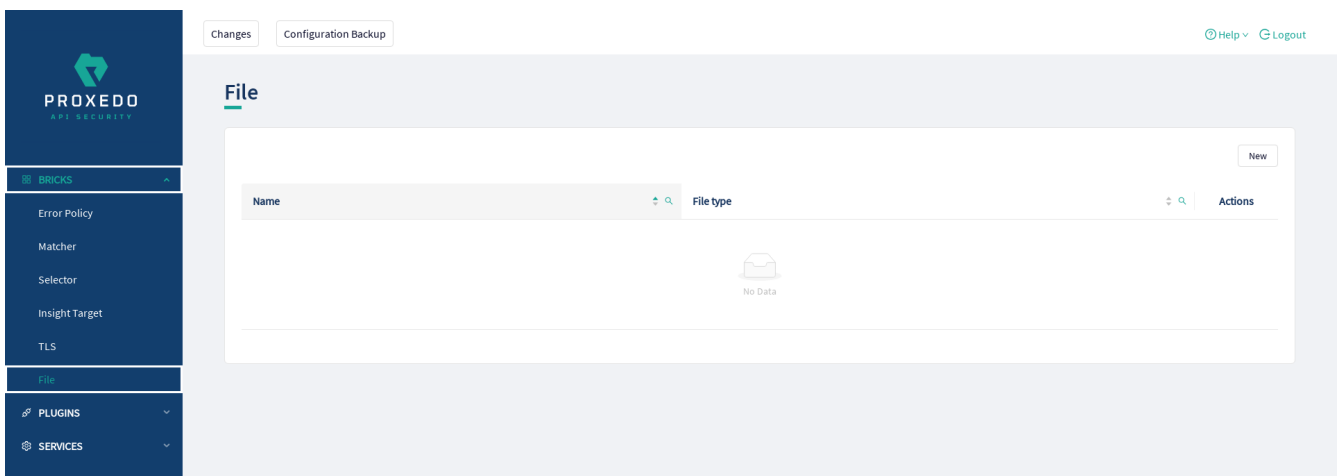 Changes
Configuration Backup
Help
Logout
PROXEDO
API SECURITY
File
New
BRICKS
Name
File type
Actions
Error Policy
Matcher
Selector
Insight Target
TLS
File
PLUGINS
SERVICES
No Data